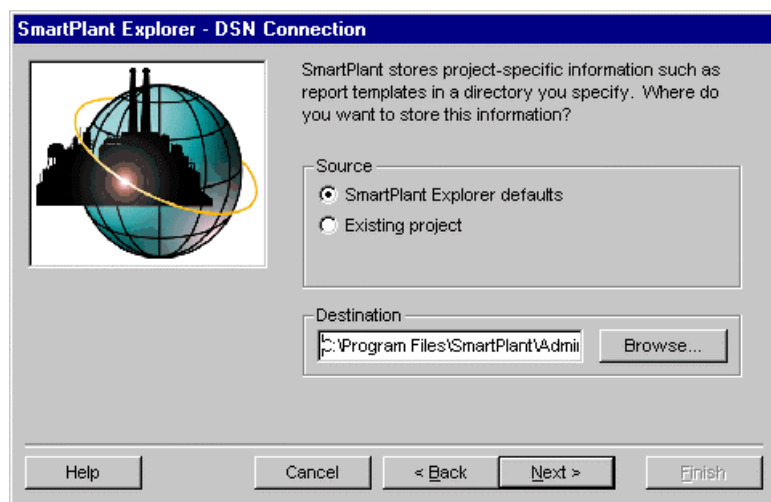 SmartPlant Explorer - DSN Connection
SmartPlant stores project-specific information such as
report templates in a directory you specify. Where do
you want to store this information?
Source
SmartPlant Explorer defaults
Existing project
Destination
C:\Program Files\SmartPlant\Admi
Browse...
Help
Cancel
< Back
Next >
Finish